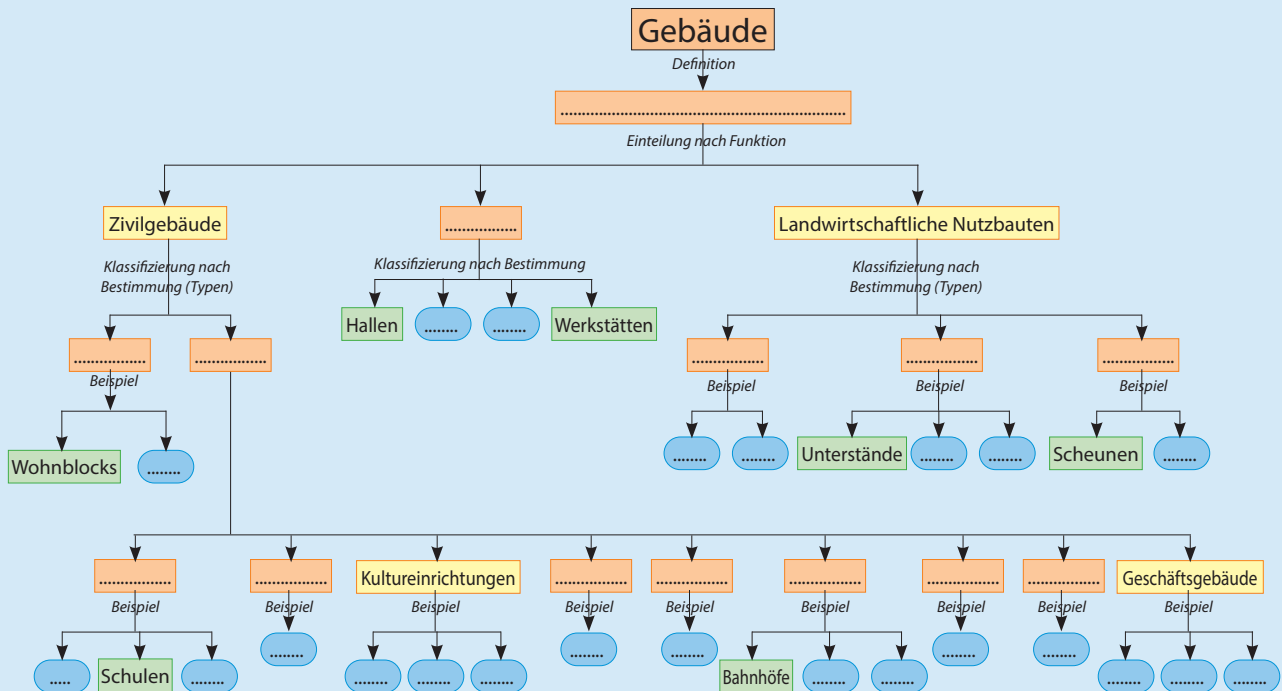 Gebäude
Definition
.....................................................................
Einteilung nach Funktion
Zivilgebäude
.................
Landwirtschaftliche Nutzbauten
Klassifizierung nach
Bestimmung (Typen)
Klassifizierung nach Bestimmung
Klassifizierung nach
Bestimmung (Typen)
Hallen
........
........
Werkstätten
.................
.................
.................
.................
.................
Beispiel
Beispiel
Beispiel
Beispiel
Wohnblocks
........
........
........
Unterstände
........
........
Scheunen
........
.................
.................
Kultureinrichtungen
.................
.................
.................
.................
.................
Geschäftsgebäude
Beispiel
Beispiel
Beispiel
Beispiel
Beispiel
Beispiel
Beispiel
Beispiel
Beispiel
.....
Schulen
........
........
........
........
........
........
........
Bahnhöfe
........
........
........
........
........
........
........